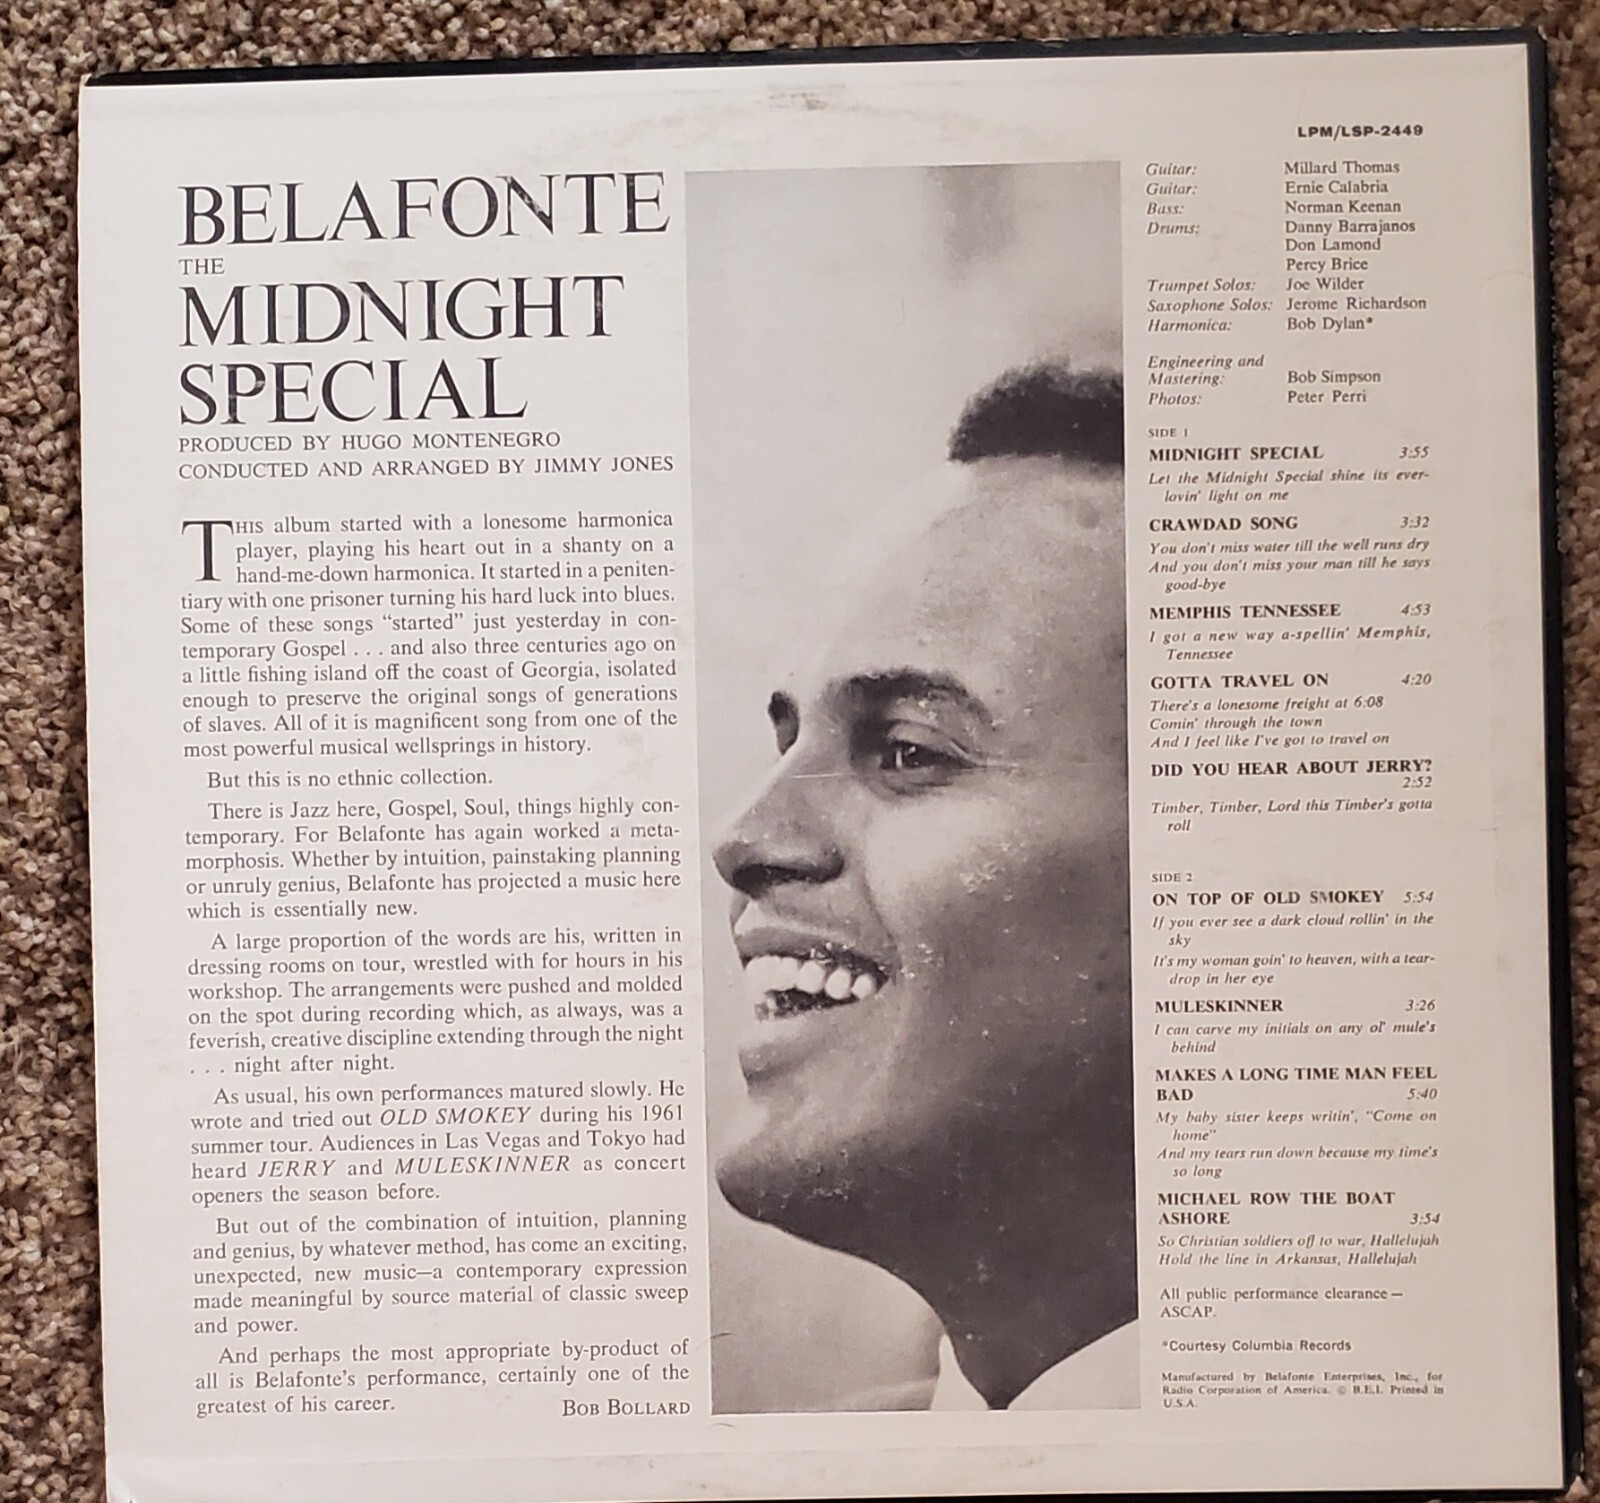 BELAFONTE
THE
MIDNIGHT
SPECIAL
PRODUCED BY HUGO MONTENEGRO
CONDUCTED AND ARRANGED BY JIMMY JONES
THIS album started with a lonesome harmonica
player, playing his heart out in a shanty on a
hand-me-down harmonica. It started in a peniten-
tiary with one prisoner turning his hard luck into blues.
Some of these songs “started” just yesterday in con-
temporary Gospel . . . and also three centuries ago on
a little fishing island off the coast of Georgia, isolated
enough to preserve the original songs of generations
of slaves. All of it is magnificent song from one of the
most powerful musical wellsprings in history.
But this is no ethnic collection.
There is Jazz here, Gospel, Soul, things highly con-
temporary. For Belafonte has again worked a meta-
morphosis. Whether by intuition, painstaking planning
or unruly genius, Belafonte has projected a music here
which is essentially new.
A large proportion of the words are his, written in
dressing rooms on tour, wrestled with for hours in his
workshop. The arrangements were pushed and molded
on the spot during recording which, as always, was a
feverish, creative discipline extending through the night
. . . night after night.
As usual, his own performances matured slowly. He
wrote and tried out OLD SMOKEY during his 1961
summer tour. Audiences in Las Vegas and Tokyo had
heard JERRY and MULESKINNER as concert
openers the season before.
But out of the combination of intuition, planning
and genius, by whatever method, has come an exciting,
unexpected, new music—a contemporary expression
made meaningful by source material of classic sweep
and power.
And perhaps the most appropriate by-product of
all is Belafonte's performance, certainly one of the
greatest of his career. BOB BOLLARD
LPM/LSP-2449
Guitar: Millard Thomas
Guitar: Ernie Calabria
Bass: Norman Keenan
Drums: Danny Barrajanos
Don Lamond
Percy Brice
Trumpet Solos: Joe Wilder
Saxophone Solos: Jerome Richardson
Harmonica: Bob Dylan*
Engineering and
Mastering: Bob Simpson
Photos: Peter Perri
SIDE 1
MIDNIGHT SPECIAL 3:55
Let the Midnight Special shine its ever-
lovin' light on me
CRAWDAD SONG 3:32
You don't miss water till the well runs dry
And you don't miss your man till he says
good-bye
MEMPHIS TENNESSEE 4:53
I got a new way a-spellin' Memphis,
Tennessee
GOTTA TRAVEL ON 4:20
There's a lonesome freight at 6:08
Comin' through the town
And I feel like I've got to travel on
DID YOU HEAR ABOUT JERRY?
2:52
Timber, Timber, Lord this Timber's gotta
roll
SIDE 2
ON TOP OF OLD SMOKEY 5:54
If you ever see a dark cloud rollin' in the
sky
It's my woman goin' to heaven, with a tear-
drop in her eye
MULESKINNER 3:26
I can carve my initials on any ol' mule's
behind
MAKES A LONG TIME MAN FEEL
BAD 5:40
My baby sister keeps writin', “Come on
home”
And my tears run down because my time's
so long
MICHAEL ROW THE BOAT
ASHORE 3:54
So Christian soldiers off to war, Hallelujah
Hold the line in Arkansas, Hallelujah
All public performance clearance —
ASCAP.
*Courtesy Columbia Records
Manufactured by Belafonte Enterprises, Inc., for
Radio Corporation of America. © B.E.I. Printed in
U.S.A.